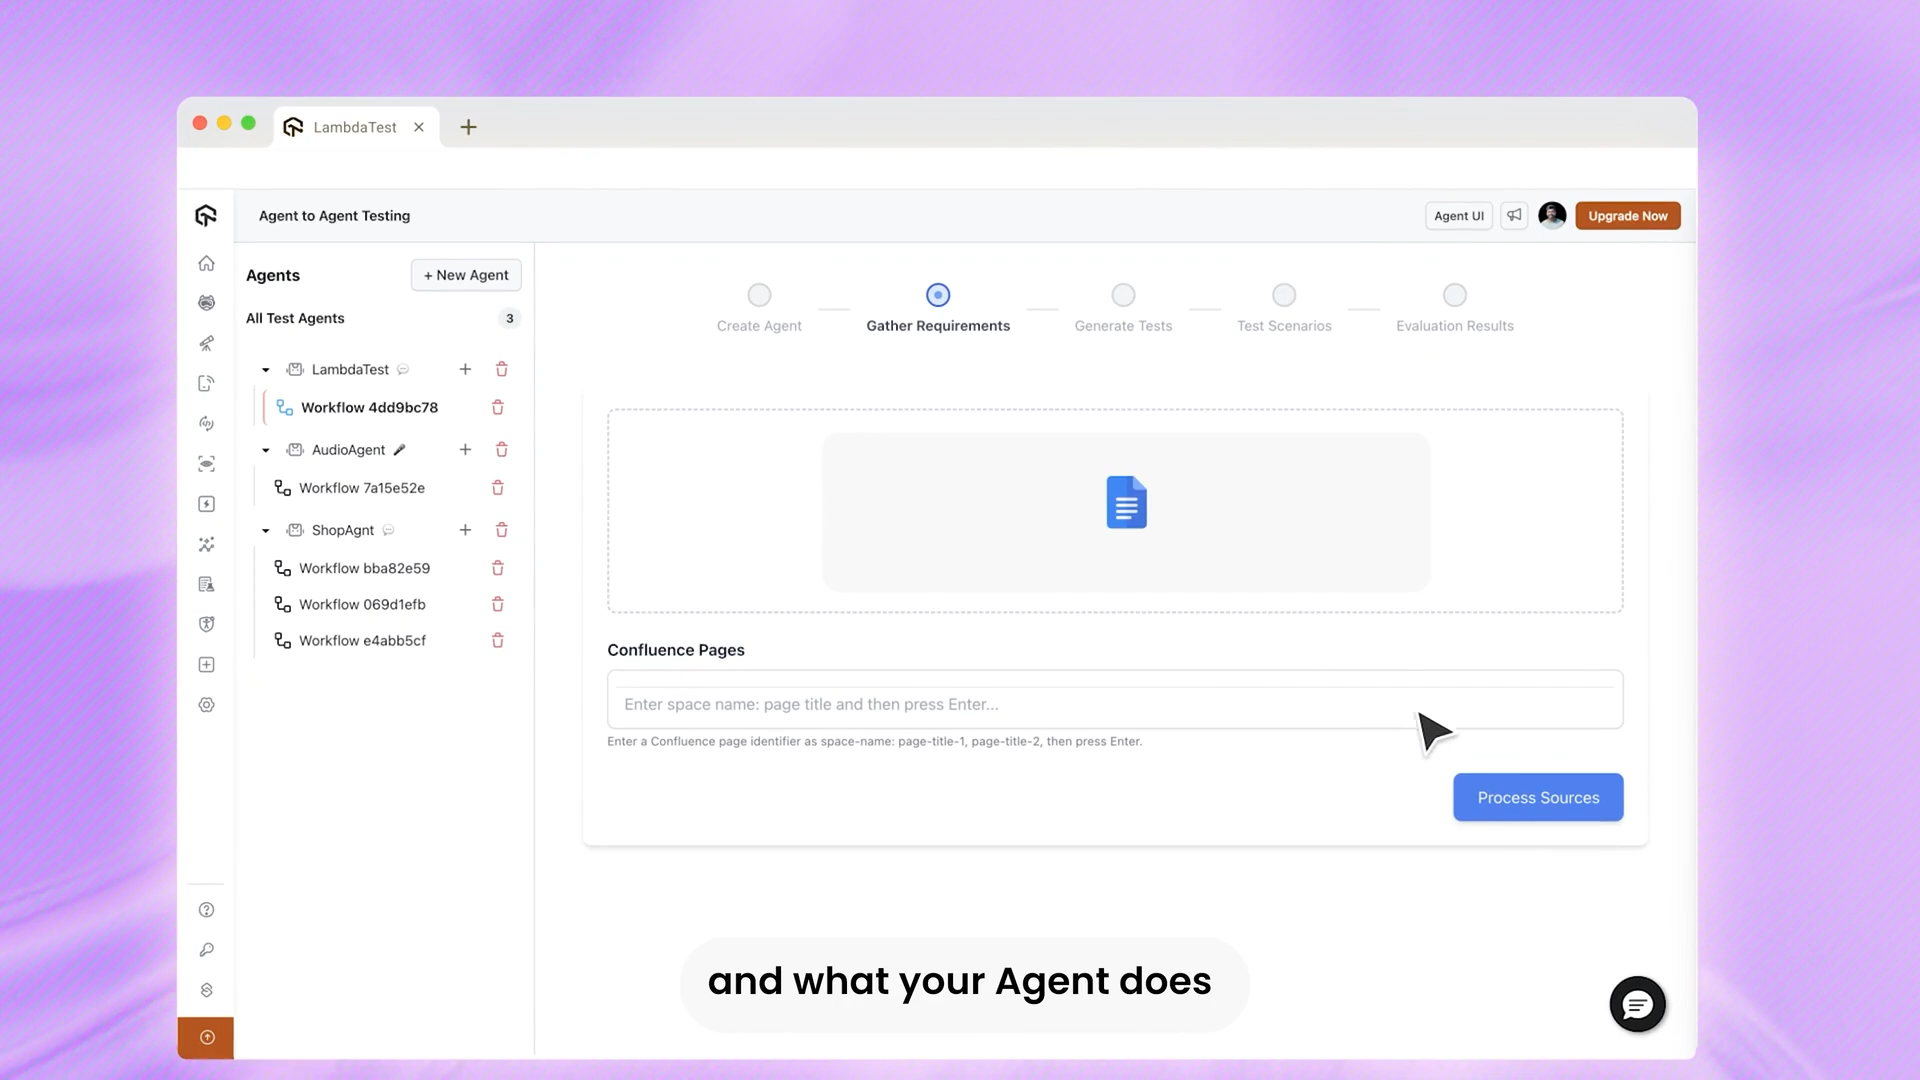 LambdaTest
Agent to Agent Testing
Agent UI
Upgrade Now
Agents
+ New Agent
All Test Agents
3
LambdaTest
Workflow 4dd9bc78
AudioAgent
Workflow 7a15e52e
ShopAgnt
Workflow bba82e59
Workflow 069d1efb
Workflow e4abb5cf
Create Agent
Gather Requirements
Generate Tests
Test Scenarios
Evaluation Results
Confluence Pages
Enter space name: page title and then press Enter...
Enter a Confluence page identifier as space-name: page-title-1, page-title-2, then press Enter.
Process Sources
and what your Agent does